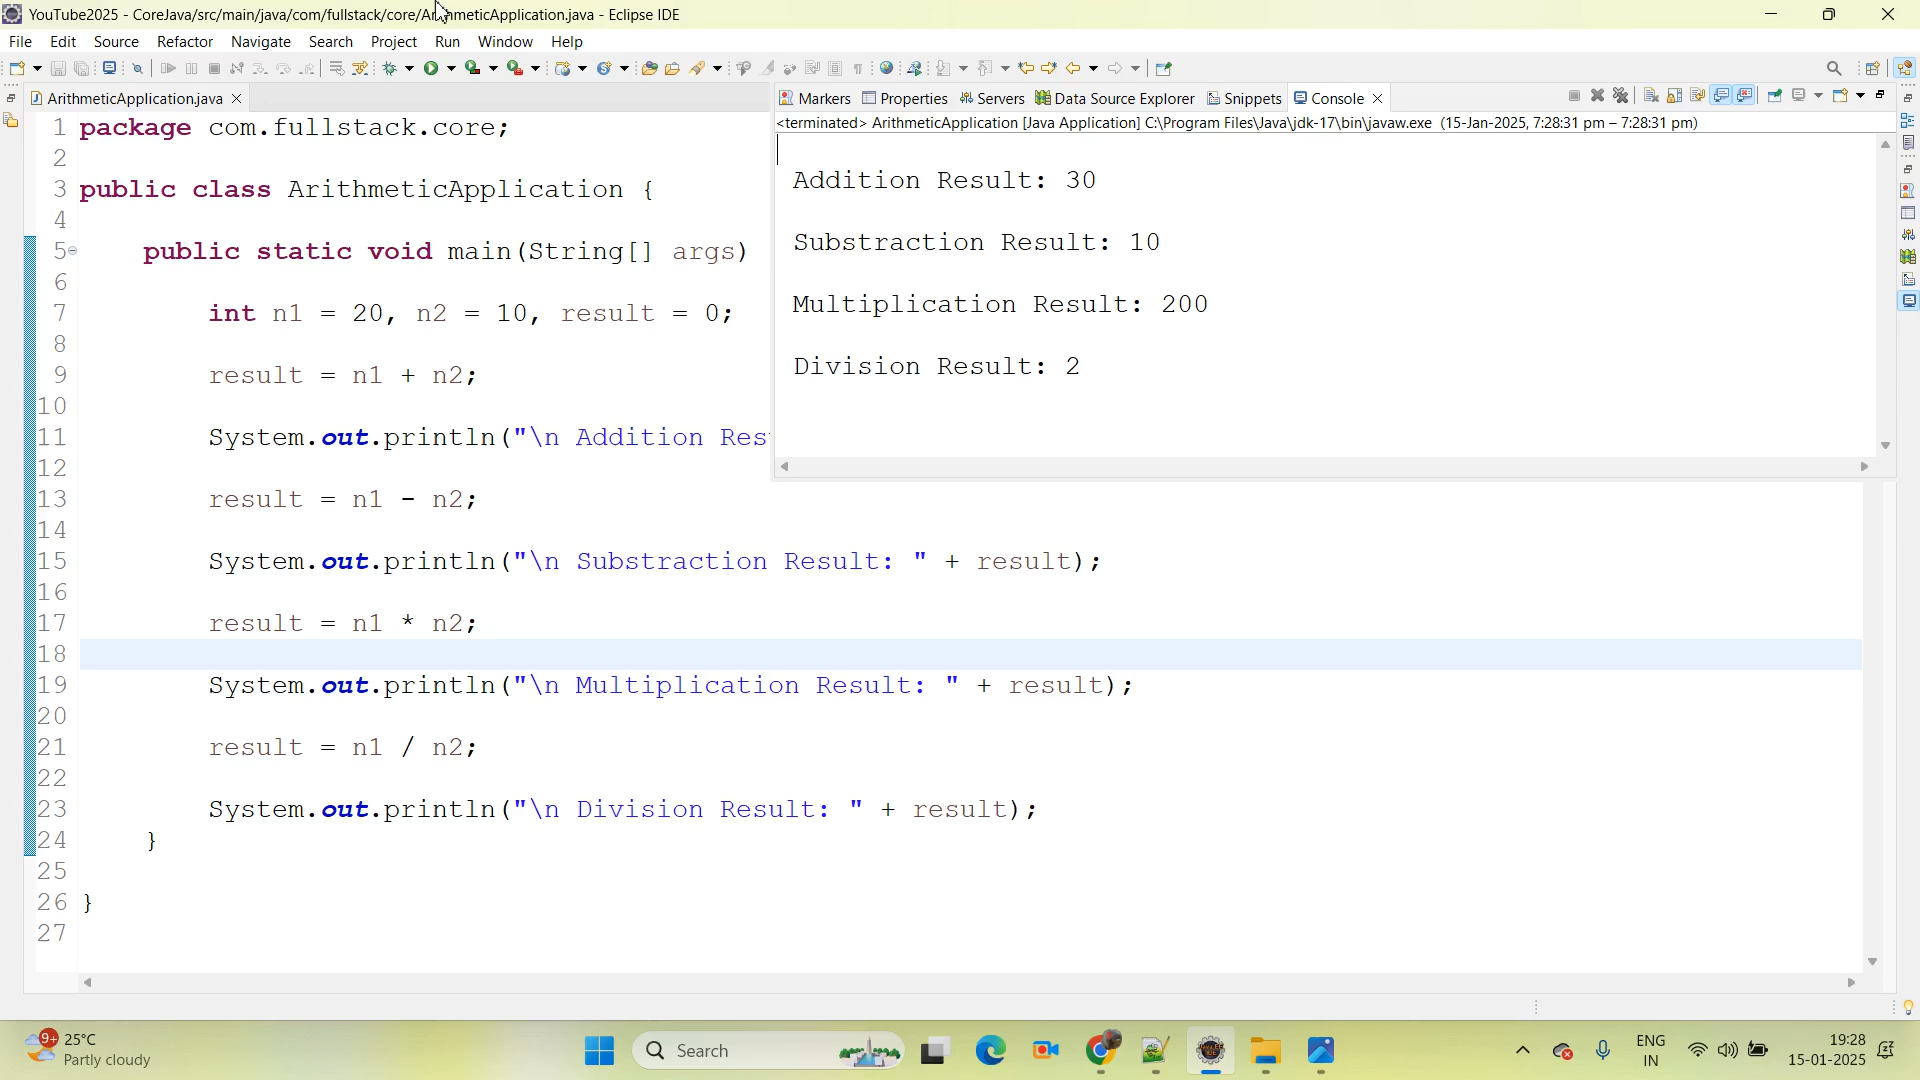 YouTube2025 - CoreJava/src/main/java/com/fullstack/core/ArithmeticApplication.java - Eclipse IDE
File Edit Source Refactor Navigate Search Project Run Window Help
ArithmeticApplication.java
1 package com.fullstack.core;
2
3 public class ArithmeticApplication {
4
5 public static void main(String[] args)
6
7 int n1 = 20, n2 = 10, result = 0;
8
9 result = n1 + n2;
10
11 System.out.println("\n Addition Res
12
13 result = n1 - n2;
14
15 System.out.println("\n Substraction Result: " + result);
16
17 result = n1 * n2;
18
19 System.out.println("\n Multiplication Result: " + result);
20
21 result = n1 / n2;
22
23 System.out.println("\n Division Result: " + result);
24 }
25
26 }
27
Markers Properties Servers Data Source Explorer Snippets Console
<terminated> ArithmeticApplication [Java Application] C:\Program Files\Java\jdk-17\bin\javaw.exe (15-Jan-2025, 7:28:31 pm – 7:28:31 pm)
Addition Result: 30
Substraction Result: 10
Multiplication Result: 200
Division Result: 2
9+
25°C
Partly cloudy
Search
ENG
IN
19:28
15-01-2025